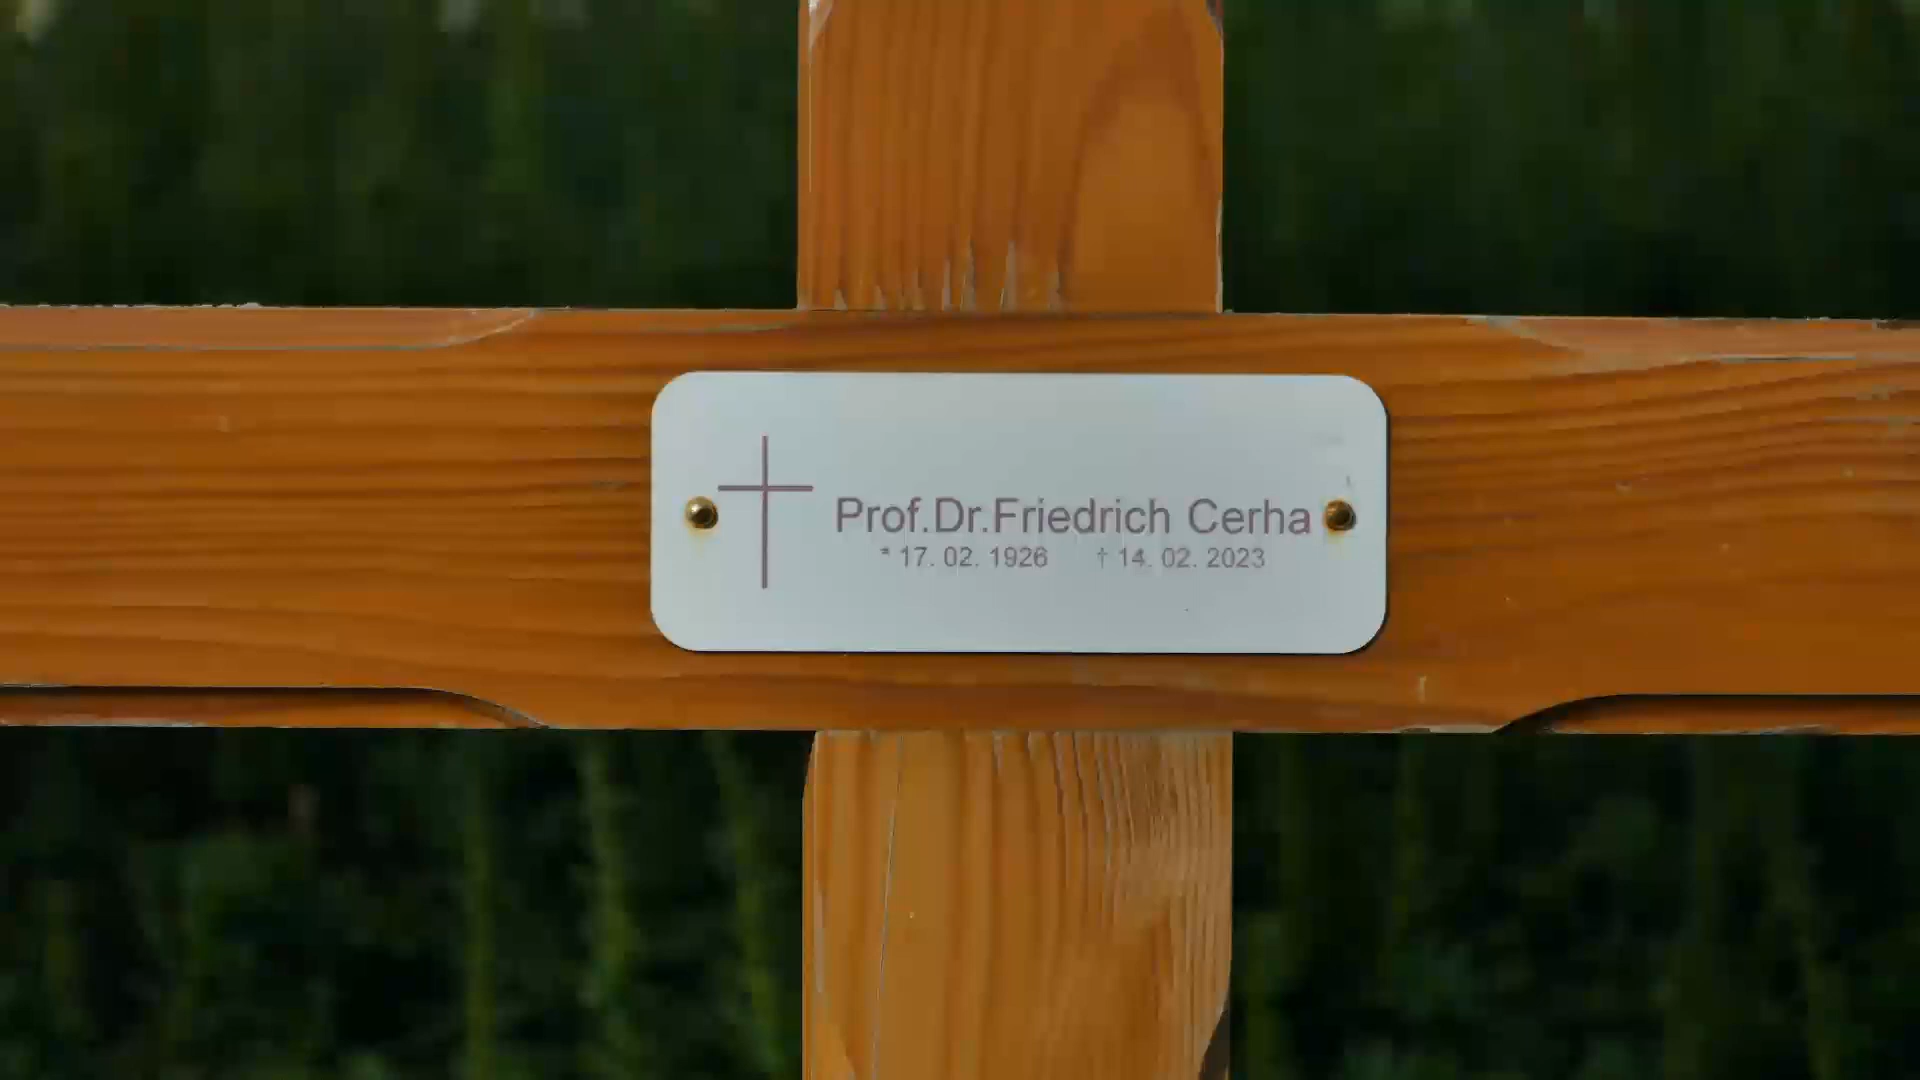 Prof.Dr.Friedrich Cerha
* 17. 02. 1926 † 14. 02. 2023